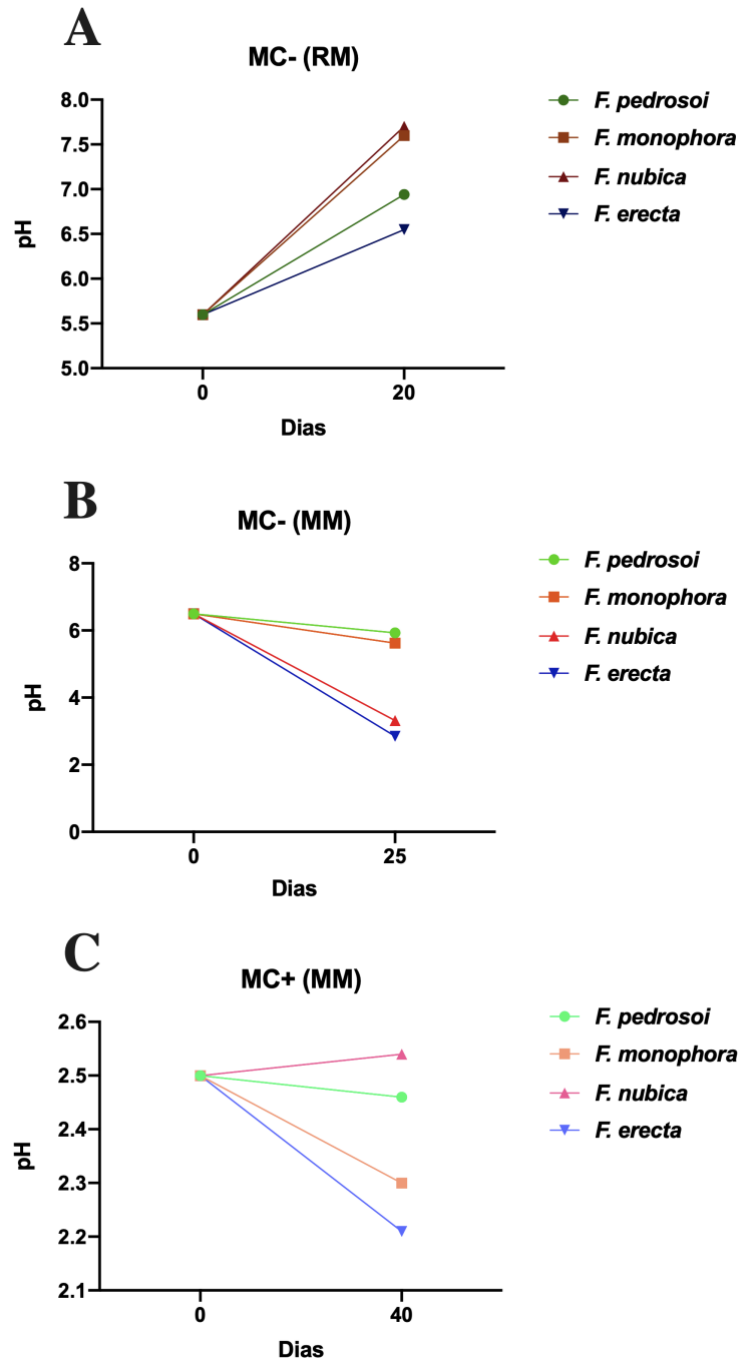 A
MC- (RM)
8.0
7.5
7.0
6.5
6.0
5.5
5.0
pH
0 20
Dias
F. pedrosoi
F. monophora
F. nubica
F. erecta
B
MC- (MM)
8
6
4
2
0
pH
0 25
Dias
F. pedrosoi
F. monophora
F. nubica
F. erecta
C
MC+ (MM)
2.6
2.5
2.4
2.3
2.2
2.1
pH
0 40
Dias
F. pedrosoi
F. monophora
F. nubica
F. erecta